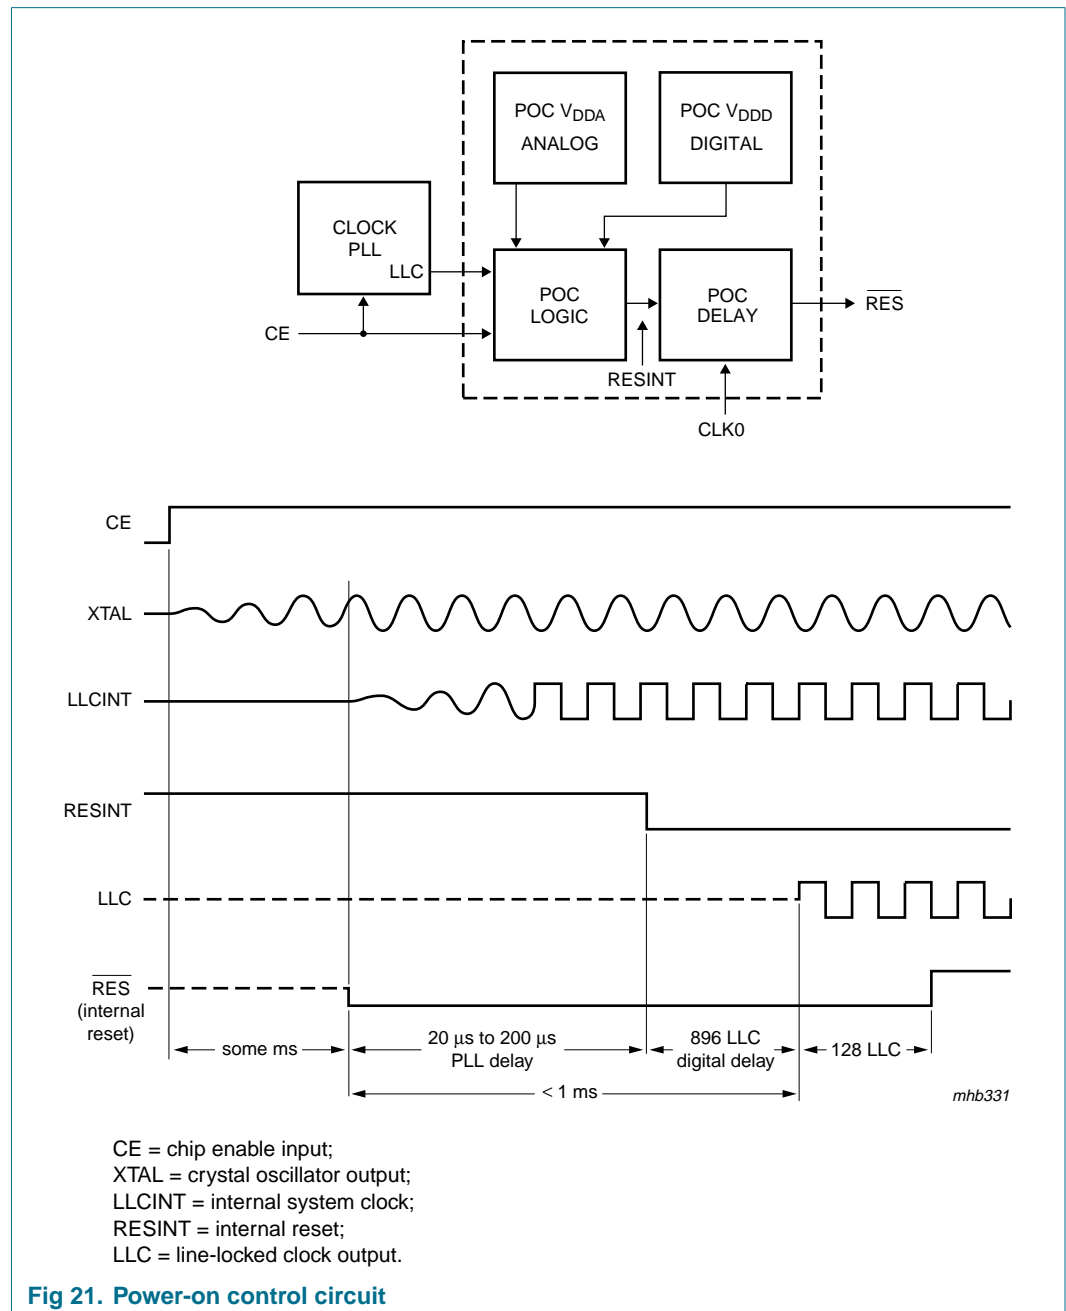 POC VDDA
ANALOG
POC VDDD
DIGITAL
CLOCK
PLL
LLC
POC
LOGIC
POC
DELAY
RES
CE
RESINT
CLK0
CE
XTAL
LLCINT
RESINT
LLC
RES
(internal
reset)
some ms
20 μs to 200 μs
PLL delay
896 LLC
digital delay
128 LLC
< 1 ms
mhb331
CE = chip enable input;
XTAL = crystal oscillator output;
LLCINT = internal system clock;
RESINT = internal reset;
LLC = line-locked clock output.
Fig 21. Power-on control circuit